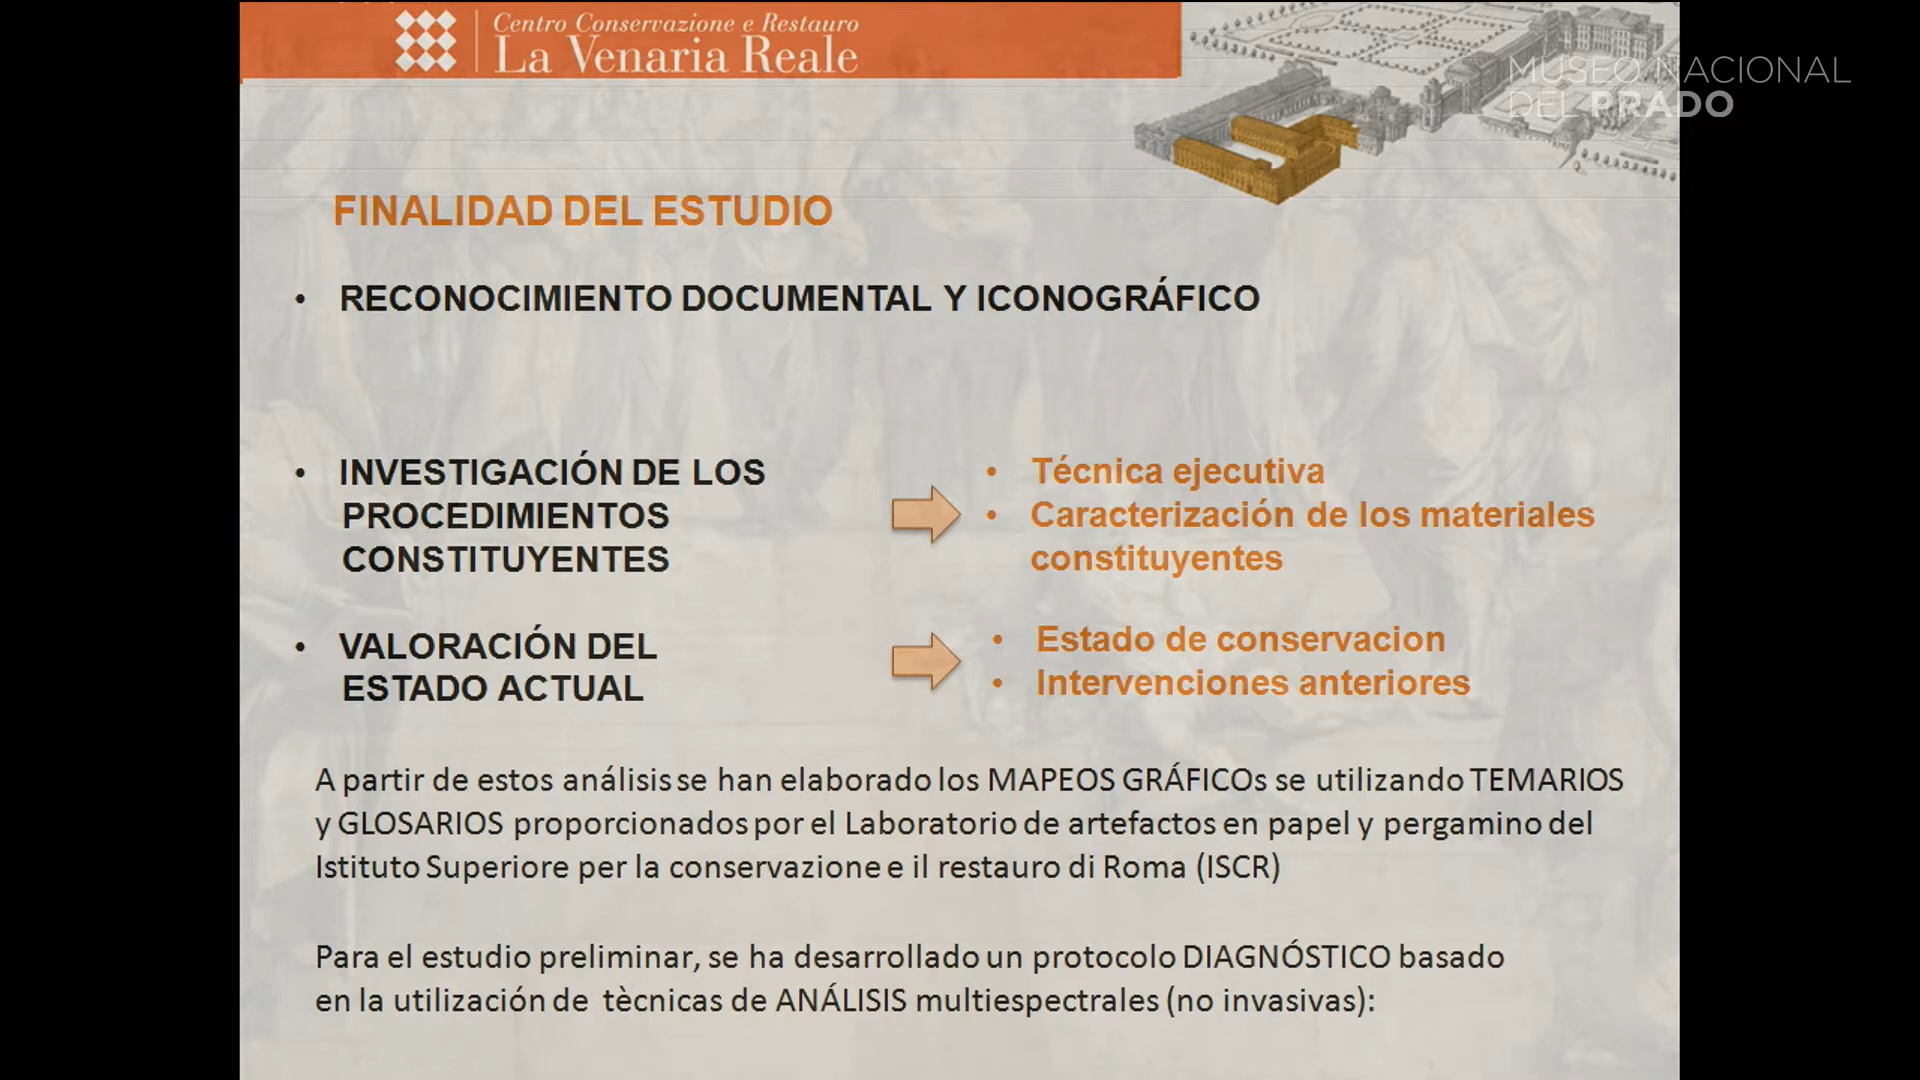 Centro Conservazione e Restauro
La Venaria Reale
MUSEO NACIONAL
DEL PRADO
FINALIDAD DEL ESTUDIO
• RECONOCIMIENTO DOCUMENTAL Y ICONOGRÁFICO
• INVESTIGACIÓN DE LOS
PROCEDIMIENTOS
CONSTITUYENTES
• Técnica ejecutiva
• Caracterización de los materiales
constituyentes
• VALORACIÓN DEL
ESTADO ACTUAL
• Estado de conservacion
• Intervenciones anteriores
A partir de estos análisis se han elaborado los MAPEOS GRÁFICOs se utilizando TEMARIOS
y GLOSARIOS proporcionados por el Laboratorio de artefactos en papel y pergamino del
Istituto Superiore per la conservazione e il restauro di Roma (ISCR)
Para el estudio preliminar, se ha desarrollado un protocolo DIAGNÓSTICO basado
en la utilización de tècnicas de ANÁLISIS multiespectrales (no invasivas):